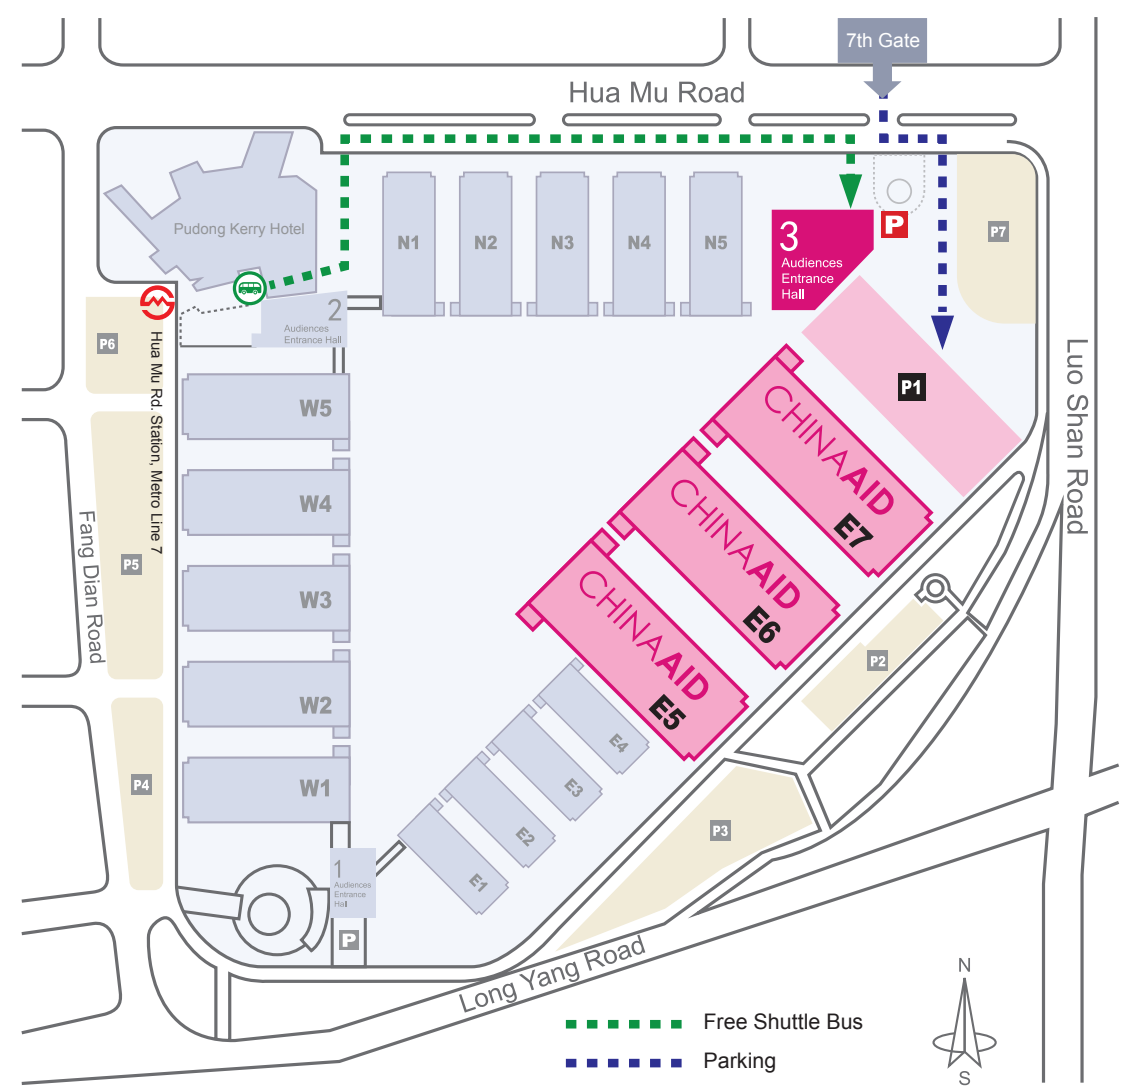 7th Gate
Hua Mu Road
Pudong Kerry Hotel
N1
N2
N3
N4
N5
3
Audiences
Entrance
Hall
P
P7
2
Audiences
Entrance Hall
P6
Hua Mu Rd. Station, Metro Line 7
P1
Luo Shan Road
W5
CHINAAID
E7
W4
CHINAAID
E6
Fang Dian Road
P5
W3
CHINAAID
E5
P2
W2
E4
W1
E3
P4
P3
E2
1
Audiences
Entrance
Hall
E1
P
Long Yang Road
N
S
Free Shuttle Bus
Parking